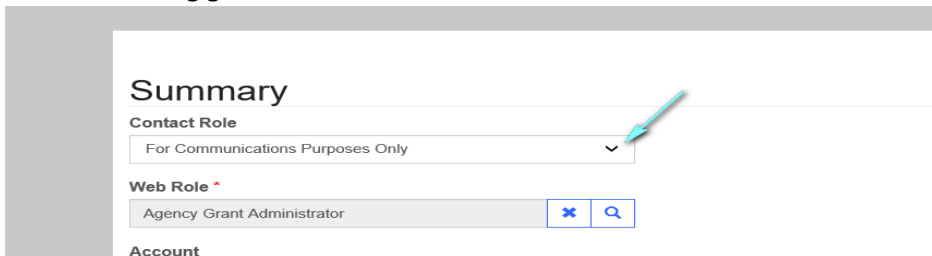 Summary
Contact Role
For Communications Purposes Only
Web Role *
Agency Grant Administrator
Account